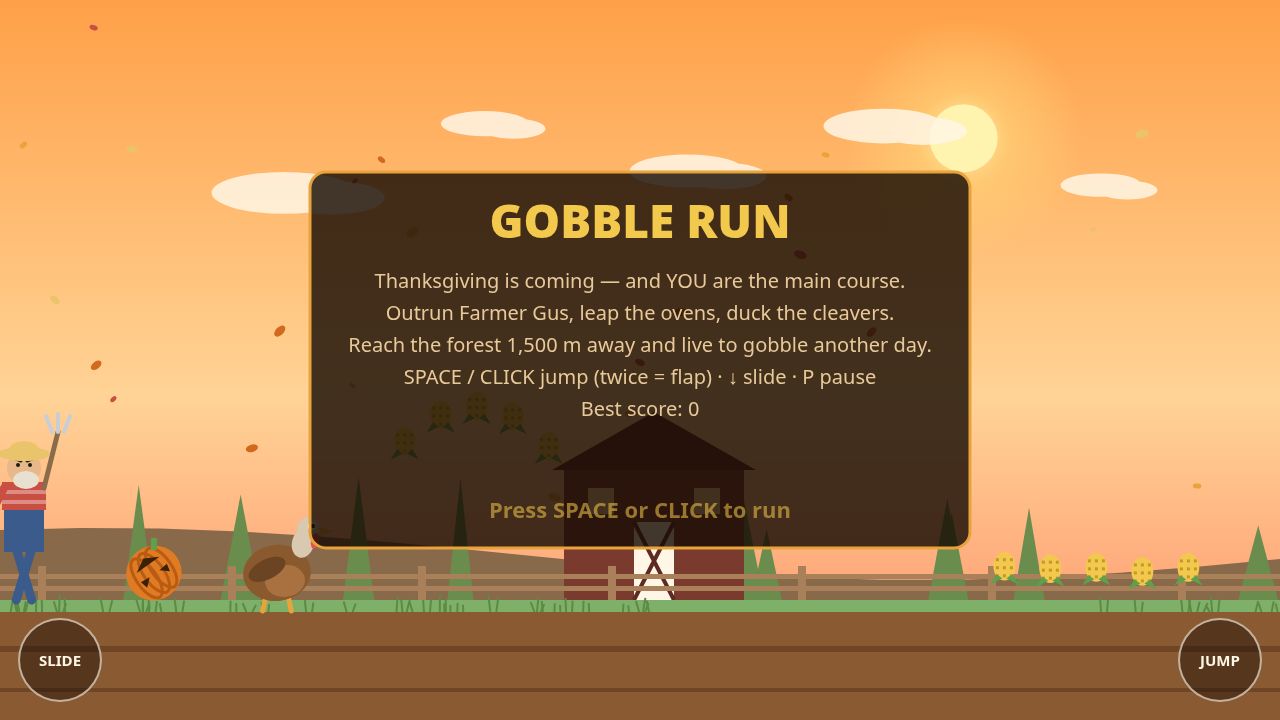 GOBBLE RUN
Thanksgiving is coming — and YOU are the main course.
Outrun Farmer Gus, leap the ovens, duck the cleavers.
Reach the forest 1,500 m away and live to gobble another day.
SPACE / CLICK jump (twice = flap) · ↓ slide · P pause
Best score: 0
Press SPACE or CLICK to run
SLIDE
JUMP